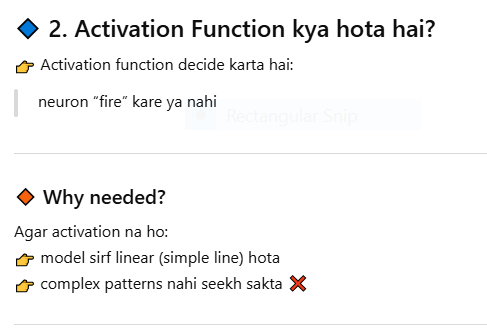 🔷 2. Activation Function kya hota hai?
👉 Activation function decide karta hai:
neuron “fire” kare ya nahi
Rectangular Snip
🔶 Why needed?
Agar activation na ho:
👉 model sirf linear (simple line) hota
👉 complex patterns nahi seekh sakta ❌